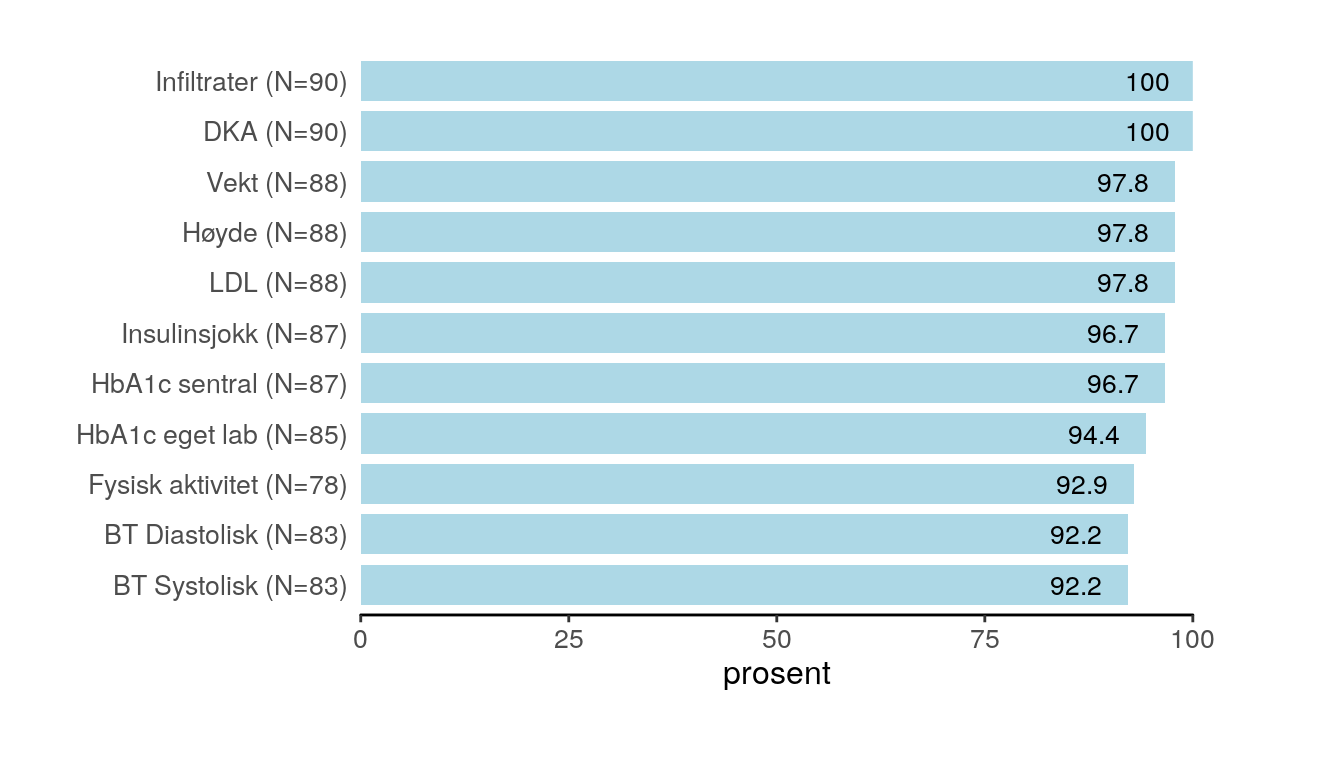 Infiltrater (N=90) 100
DKA (N=90) 100
Vekt (N=88) 97.8
Høyde (N=88) 97.8
LDL (N=88) 97.8
Insulinsjokk (N=87) 96.7
HbA1c sentral (N=87) 96.7
HbA1c eget lab (N=85) 94.4
Fysisk aktivitet (N=78) 92.9
BT Diastolisk (N=83) 92.2
BT Systolisk (N=83) 92.2
0 25 50 75 100
prosent